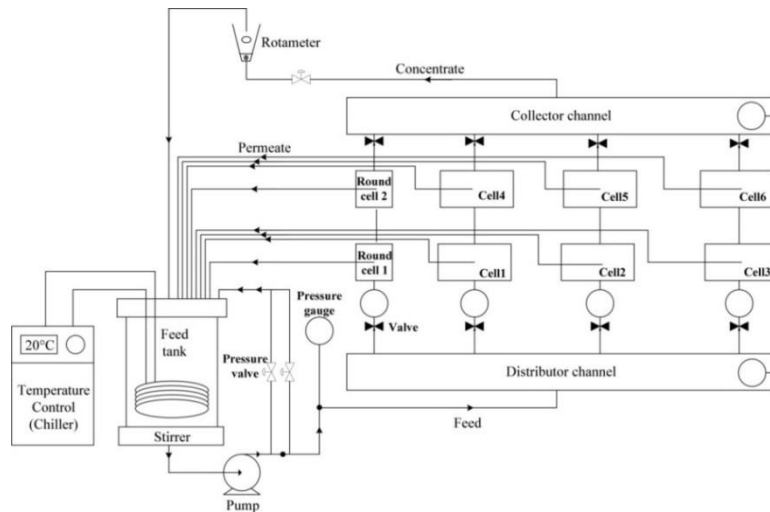 Rotameter
Concentrate
Collector channel
Permeate
Round
cell 2
Cell4
Cell5
Cell6
Round
cell 1
Cell1
Cell2
Cell3
Pressure
gauge
Valve
20°C
Feed
tank
Pressure
valve
Temperature
Control
(Chiller)
Distributor channel
Stirrer
Feed
Pump